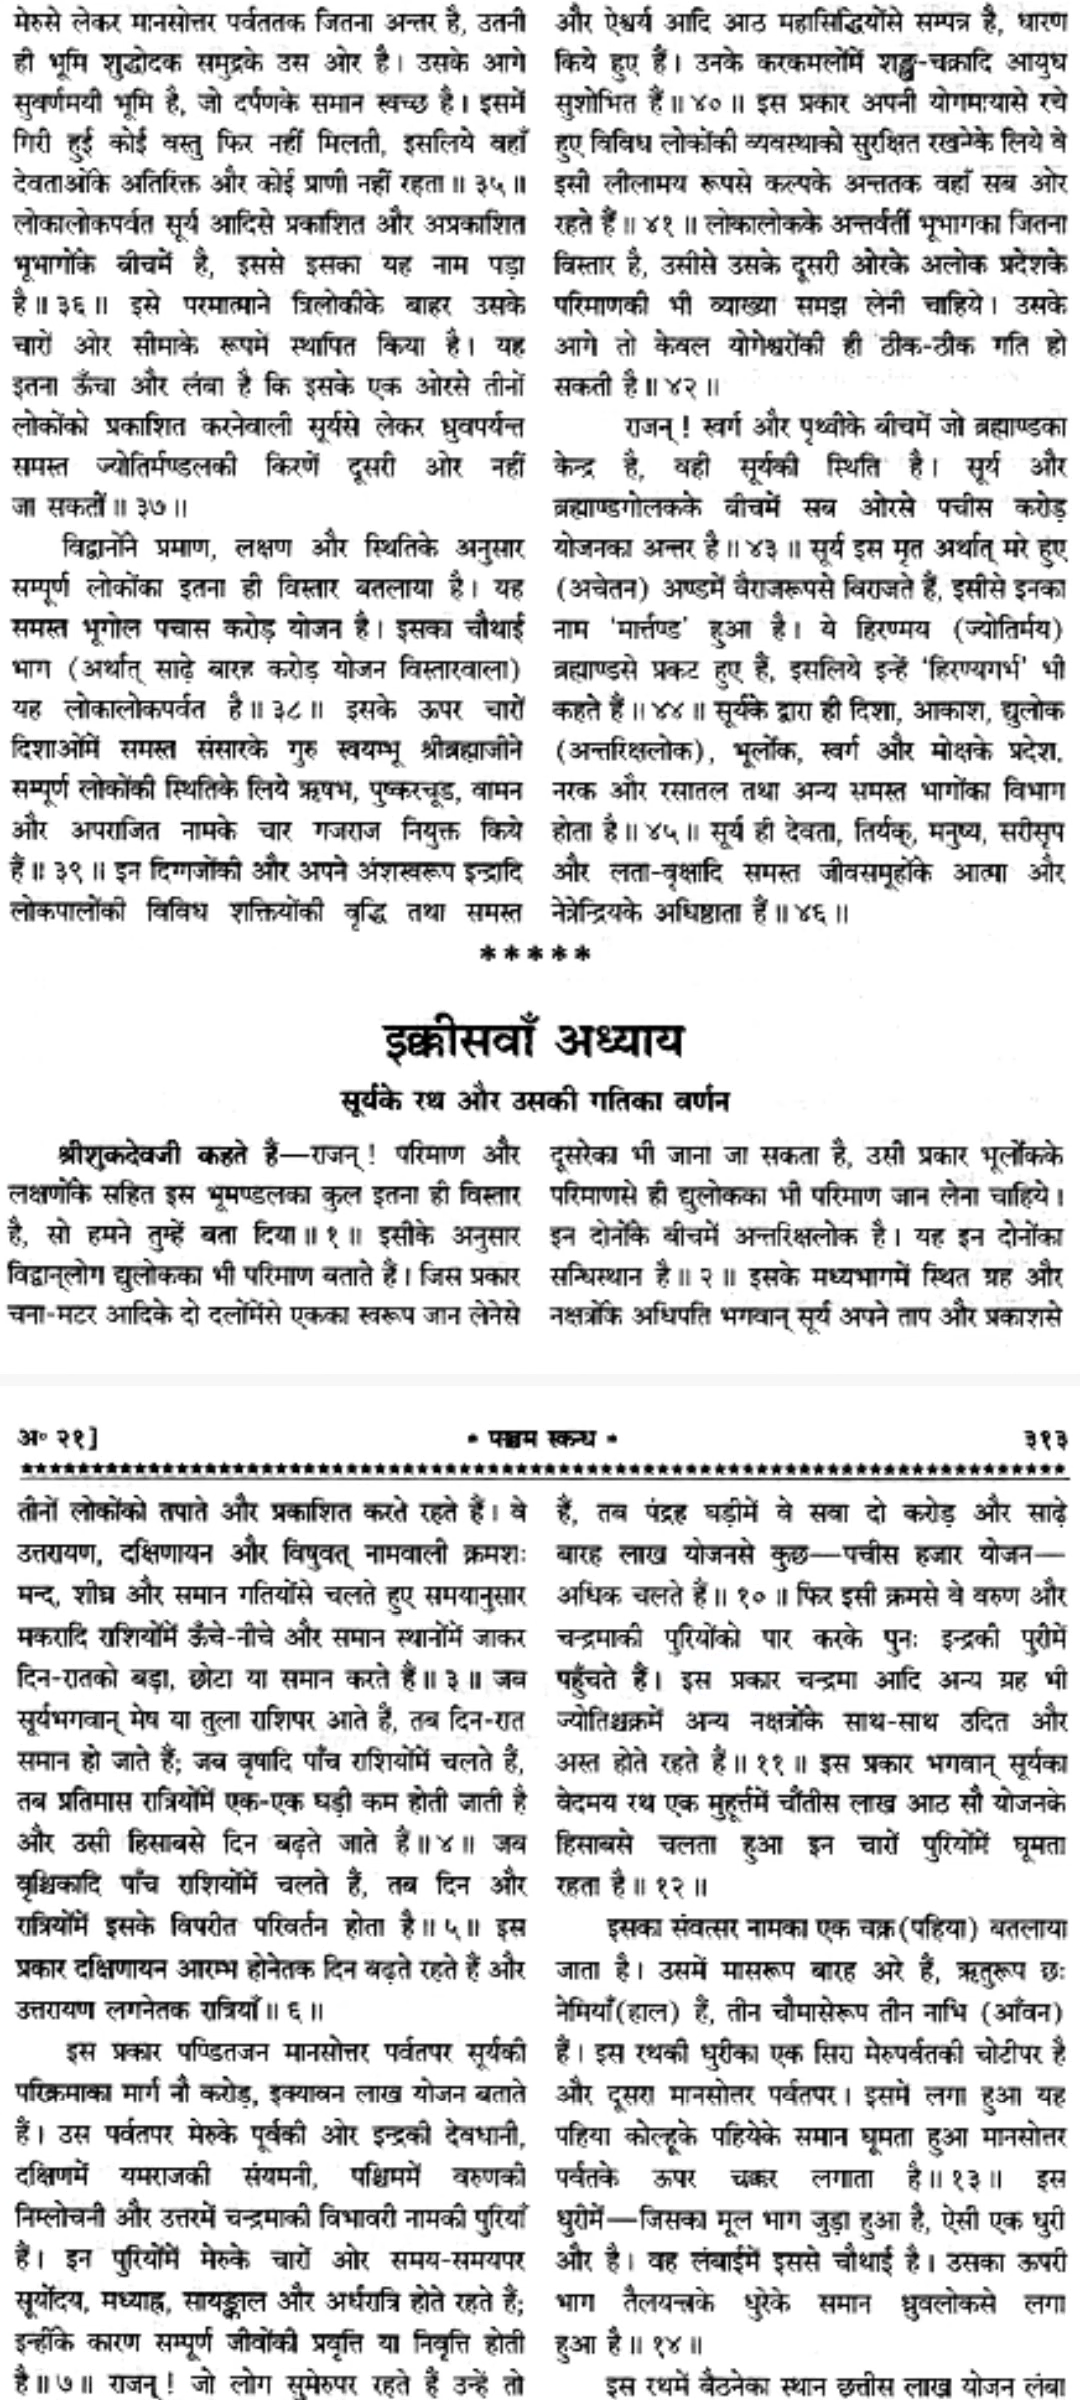 मेरुसे लेकर मानसोत्तर पर्वततक जितना अन्तर है, उतनी
ही भूमि शुद्धोदक समुद्रके उस ओर है। उसके आगे
सुवर्णमयी भूमि है, जो दर्पणके समान स्वच्छ है। इसमें
गिरी हुई कोई वस्तु फिर नहीं मिलती, इसलिये वहाँ
देवताओंके अतिरिक्त और कोई प्राणी नहीं रहता॥ ३५॥
लोकालोकपर्वत सूर्य आदिसे प्रकाशित और अप्रकाशित
भूभागोंके बीचमें है, इससे इसका यह नाम पड़ा
है॥ ३६॥ इसे परमात्माने त्रिलोकीके बाहर उसके
चारों ओर सीमाके रूपमें स्थापित किया है। यह
इतना ऊँचा और लंबा है कि इसके एक ओरसे तीनों
लोकोंको प्रकाशित करनेवाली सूर्यसे लेकर ध्रुवपर्यन्त
समस्त ज्योतिर्मण्डलकी किरणें दूसरी ओर नहीं
जा सकतीं॥ ३७॥
विद्वानोंने प्रमाण, लक्षण और स्थितिके अनुसार
सम्पूर्ण लोकोंका इतना ही विस्तार बतलाया है। यह
समस्त भूगोल पचास करोड़ योजन है। इसका चौथाई
भाग (अर्थात् साढ़े बारह करोड़ योजन विस्तारवाला)
यह लोकालोकपर्वत है॥ ३८॥ इसके ऊपर चारों
दिशाओंमें समस्त संसारके गुरु स्वयम्भू श्रीब्रह्माजीने
सम्पूर्ण लोकोंकी स्थितिके लिये ऋषभ, पुष्करचूड, वामन
और अपराजित नामके चार गजराज नियुक्त किये
हैं॥ ३९॥ इन दिग्गजोंकी और अपने अंशस्वरूप इन्द्रादि
लोकपालोंकी विविध शक्तियोंकी वृद्धि तथा समस्त
और ऐश्वर्य आदि आठ महासिद्धियोंसे सम्पन्न है, धारण
किये हुए हैं। उनके करकमलोंमें शङ्ख-चक्रादि आयुध
सुशोभित हैं॥ ४०॥ इस प्रकार अपनी योगमायासे रचे
हुए विविध लोकोंकी व्यवस्थाको सुरक्षित रखनेके लिये वे
इसी लीलामय रूपसे कल्पके अन्ततक वहाँ सब ओर
रहते हैं॥ ४१॥ लोकालोकके अन्तर्वर्ती भूभागका जितना
विस्तार है, उसीसे उसके दूसरी ओरके अलोक प्रदेशके
परिमाणकी भी व्याख्या समझ लेनी चाहिये। उसके
आगे तो केवल योगेश्वरोंकी ही ठीक-ठीक गति हो
सकती है॥ ४२॥
राजन्! स्वर्ग और पृथ्वीके बीचमें जो ब्रह्माण्डका
केन्द्र है, वही सूर्यकी स्थिति है। सूर्य और
ब्रह्माण्डगोलकके बीचमें सब ओरसे पचीस करोड़
योजनका अन्तर है॥ ४३॥ सूर्य इस मृत अर्थात् मरे हुए
(अचेतन) अण्डमें वैराजरूपसे विराजते हैं, इसीसे इनका
नाम 'मार्त्तण्ड' हुआ है। ये हिरण्मय (ज्योतिर्मय)
ब्रह्माण्डसे प्रकट हुए हैं, इसलिये इन्हें 'हिरण्यगर्भ' भी
कहते हैं॥ ४४॥ सूर्यके द्वारा ही दिशा, आकाश, द्युलोक
(अन्तरिक्षलोक), भूर्लोक, स्वर्ग और मोक्षके प्रदेश,
नरक और रसातल तथा अन्य समस्त भागोंका विभाग
होता है॥ ४५॥ सूर्य ही देवता, तिर्यक्, मनुष्य, सरीसृप
और लता-वृक्षादि समस्त जीवसमूहोंके आत्मा और
नेत्रेन्द्रियके अधिष्ठाता हैं॥ ४६॥
*****
इक्कीसवाँ अध्याय
सूर्यके रथ और उसकी गतिका वर्णन
श्रीशुकदेवजी कहते हैं—राजन्! परिमाण और
लक्षणोंके सहित इस भूमण्डलका कुल इतना ही विस्तार
है, सो हमने तुम्हें बता दिया॥ १॥ इसीके अनुसार
विद्वान्‌लोग द्युलोकका भी परिमाण बताते हैं। जिस प्रकार
चना-मटर आदिके दो दलोंमेंसे एकका स्वरूप जान लेनेसे
दूसरेका भी जाना जा सकता है, उसी प्रकार भूर्लोकके
परिमाणसे ही द्युलोकका भी परिमाण जान लेना चाहिये।
इन दोनोंके बीचमें अन्तरिक्षलोक है। यह इन दोनोंका
सन्धिस्थान है॥ २॥ इसके मध्यभागमें स्थित ग्रह और
नक्षत्रोंके अधिपति भगवान् सूर्य अपने ताप और प्रकाशसे
अ॰ २१]
* पञ्चम स्कन्ध *
३१३
तीनों लोकोंको तपाते और प्रकाशित करते रहते हैं। वे
उत्तरायण, दक्षिणायन और विषुवत् नामवाली क्रमशः
मन्द, शीघ्र और समान गतियोंसे चलते हुए समयानुसार
मकरादि राशियोंमें ऊँचे-नीचे और समान स्थानोंमें जाकर
दिन-रातको बड़ा, छोटा या समान करते हैं॥ ३॥ जब
सूर्यभगवान् मेष या तुला राशिपर आते हैं, तब दिन-रात
समान हो जाते हैं; जब वृषादि पाँच राशियोंमें चलते हैं,
तब प्रतिमास रात्रियोंमें एक-एक घड़ी कम होती जाती है
और उसी हिसाबसे दिन बढ़ते जाते हैं॥ ४॥ जब
वृश्चिकादि पाँच राशियोंमें चलते हैं, तब दिन और
रात्रियोंमें इसके विपरीत परिवर्तन होता है॥ ५॥ इस
प्रकार दक्षिणायन आरम्भ होनेतक दिन बढ़ते रहते हैं और
उत्तरायण लगनेतक रात्रियाँ॥ ६॥
इस प्रकार पण्डितजन मानसोत्तर पर्वतपर सूर्यकी
परिक्रमाका मार्ग नौ करोड़, इक्यावन लाख योजन बताते
हैं। उस पर्वतपर मेरुके पूर्वकी ओर इन्द्रकी देवधानी,
दक्षिणमें यमराजकी संयमनी, पश्चिममें वरुणकी
निम्लोचनी और उत्तरमें चन्द्रमाकी विभावरी नामकी पुरियाँ
हैं। इन पुरियोंमें मेरुके चारों ओर समय-समयपर
सूर्योदय, मध्याह्न, सायङ्काल और अर्धरात्रि होते रहते हैं;
इन्हींके कारण सम्पूर्ण जीवोंकी प्रवृत्ति या निवृत्ति होती
है॥ ७॥ राजन्! जो लोग सुमेरुपर रहते हैं उन्हें तो
हैं, तब पंद्रह घड़ीमें वे सवा दो करोड़ और साढ़े
बारह लाख योजनसे कुछ—पचीस हजार योजन—
अधिक चलते हैं॥ १०॥ फिर इसी क्रमसे वे वरुण और
चन्द्रमाकी पुरियोंको पार करके पुनः इन्द्रकी पुरीमें
पहुँचते हैं। इस प्रकार चन्द्रमा आदि अन्य ग्रह भी
ज्योतिश्चक्रमें अन्य नक्षत्रोंके साथ-साथ उदित और
अस्त होते रहते हैं॥ ११॥ इस प्रकार भगवान् सूर्यका
वेदमय रथ एक मुहूर्त्तमें चौंतीस लाख आठ सौ योजनके
हिसाबसे चलता हुआ इन चारों पुरियोंमें घूमता
रहता है॥ १२॥
इसका संवत्सर नामका एक चक्र(पहिया) बतलाया
जाता है। उसमें मासरूप बारह अरे हैं, ऋतुरूप छः
नेमियाँ(हाल) हैं, तीन चौमासेरूप तीन नाभि (आँवन)
हैं। इस रथकी धुरीका एक सिरा मेरुपर्वतकी चोटीपर है
और दूसरा मानसोत्तर पर्वतपर। इसमें लगा हुआ यह
पहिया कोल्हूके पहियेके समान घूमता हुआ मानसोत्तर
पर्वतके ऊपर चक्कर लगाता है॥ १३॥ इस
धुरीमें—जिसका मूल भाग जुड़ा हुआ है, ऐसी एक धुरी
और है। वह लंबाईमें इससे चौथाई है। उसका ऊपरी
भाग तैलयन्त्रके धुरेके समान ध्रुवलोकसे लगा
हुआ है॥ १४॥
इस रथमें बैठनेका स्थान छत्तीस लाख योजन लंबा